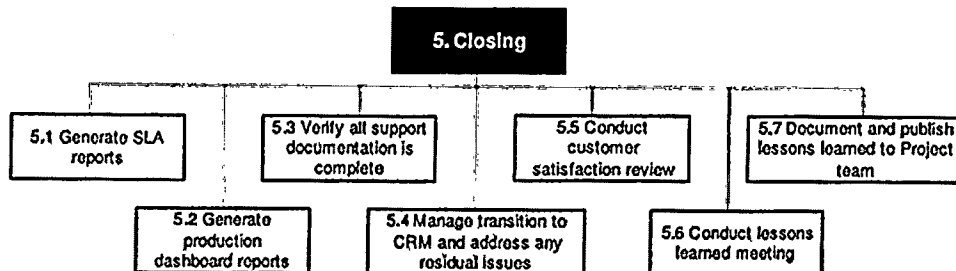 5. Closing
5.1 Generate SLA
reports
5.2 Generate
production
dashboard reports
5.3 Verify all support
documentation is
complete
5.4 Manage transition to
CRM and address any
residual issues
5.5 Conduct
customer
satisfaction review
5.6 Conduct lessons
learned meeting
5.7 Document and publish
lessons learned to Project
team